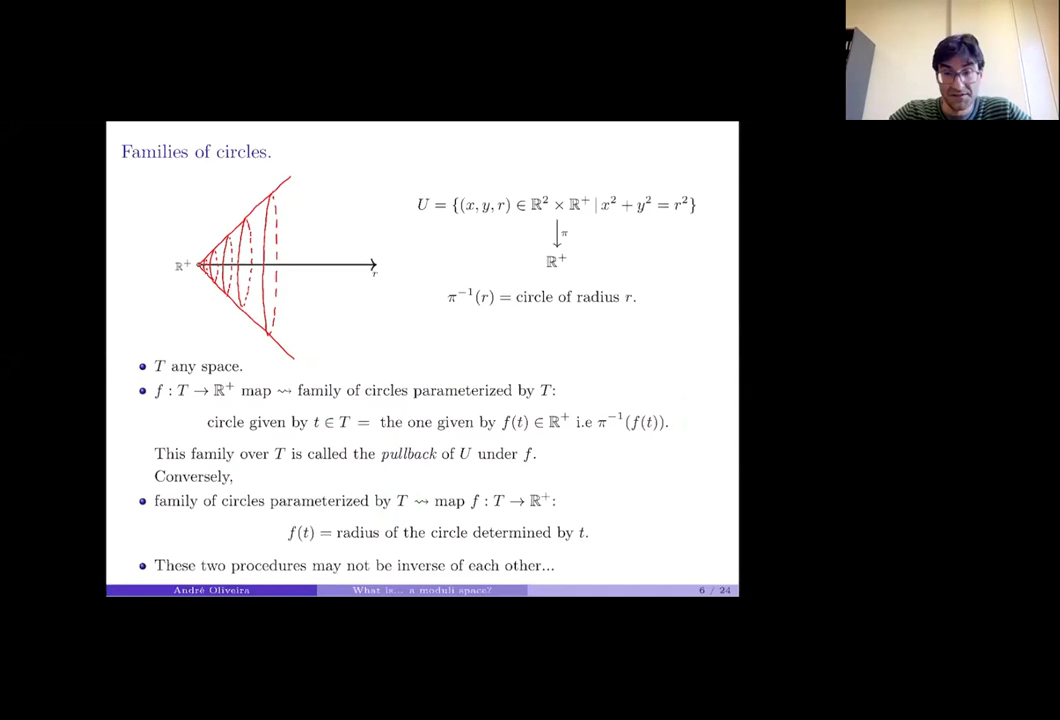 Families of circles.
ℝ⁺
r
U = {(x, y, r) ∈ ℝ² × ℝ⁺ | x² + y² = r²}
π
ℝ⁺
π⁻¹(r) = circle of radius r.
• T any space.
• f : T → ℝ⁺ map ⇝ family of circles parameterized by T:
circle given by t ∈ T = the one given by f(t) ∈ ℝ⁺ i.e π⁻¹(f(t)).
This family over T is called the pullback of U under f.
Conversely,
• family of circles parameterized by T ⇝ map f : T → ℝ⁺:
f(t) = radius of the circle determined by t.
• These two procedures may not be inverse of each other...
André Oliveira
What is... a moduli space?
6 / 24